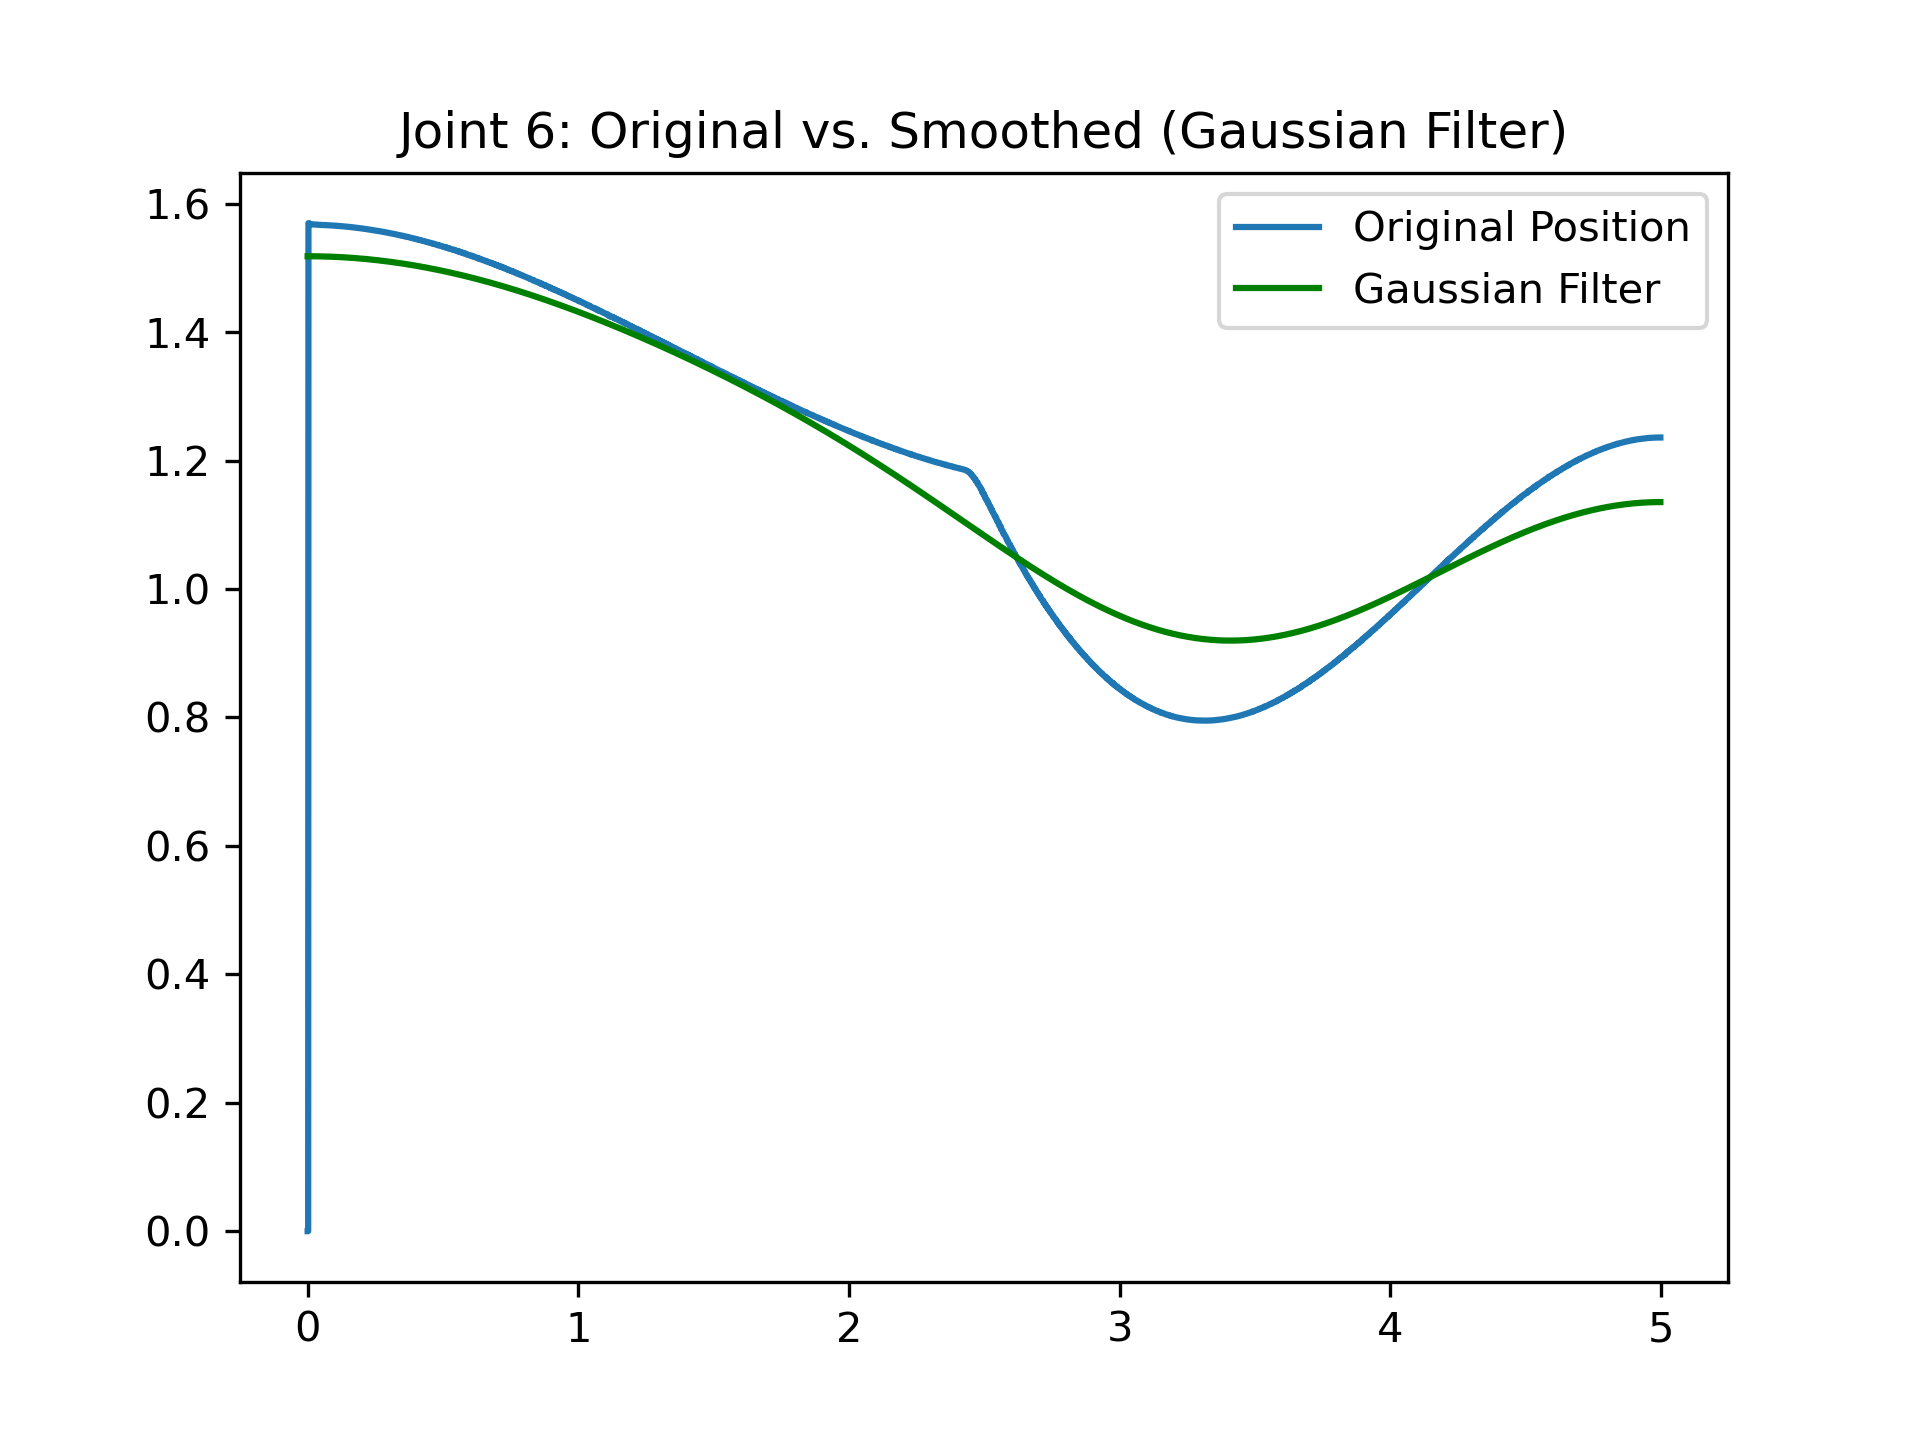 Joint 6: Original vs. Smoothed (Gaussian Filter)
Original Position
Gaussian Filter
1.6
1.4
1.2
1.0
0.8
0.6
0.4
0.2
0.0
0 1 2 3 4 5